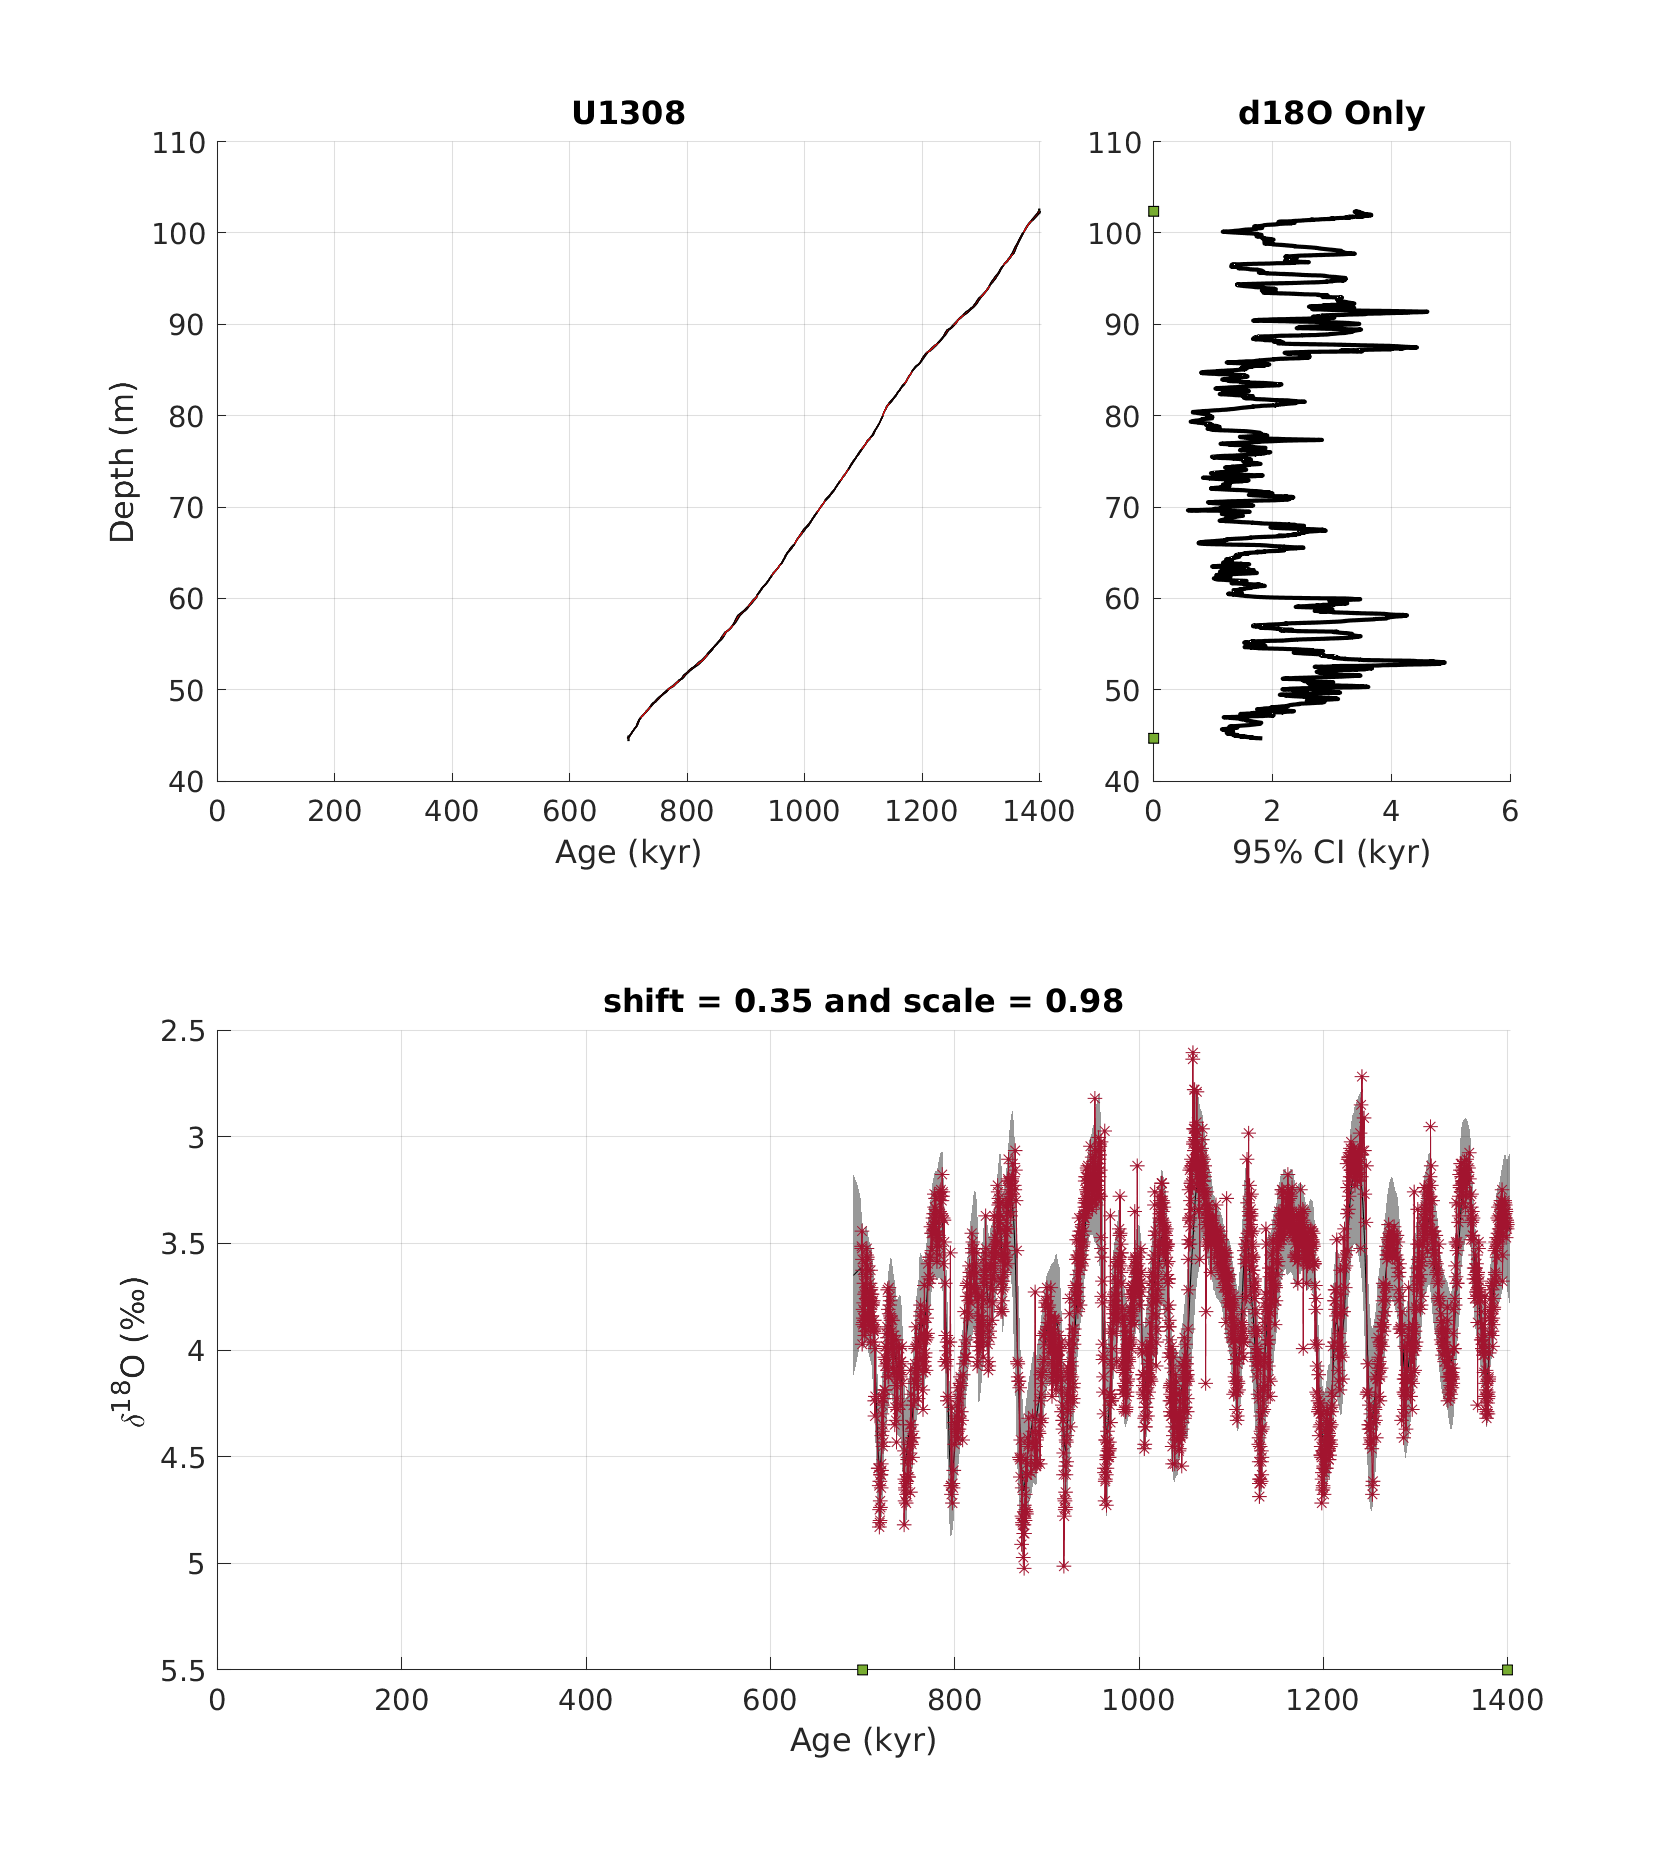 U1308
110
100
90
80
70
60
50
40
Depth (m)
0 200 400 600 800 1000 1200 1400
Age (kyr)
d18O Only
110
100
90
80
70
60
50
40
0 2 4 6
95% CI (kyr)
shift = 0.35 and scale = 0.98
2.5
3
3.5
4
4.5
5
5.5
δ¹⁸O (‰)
0 200 400 600 800 1000 1200 1400
Age (kyr)